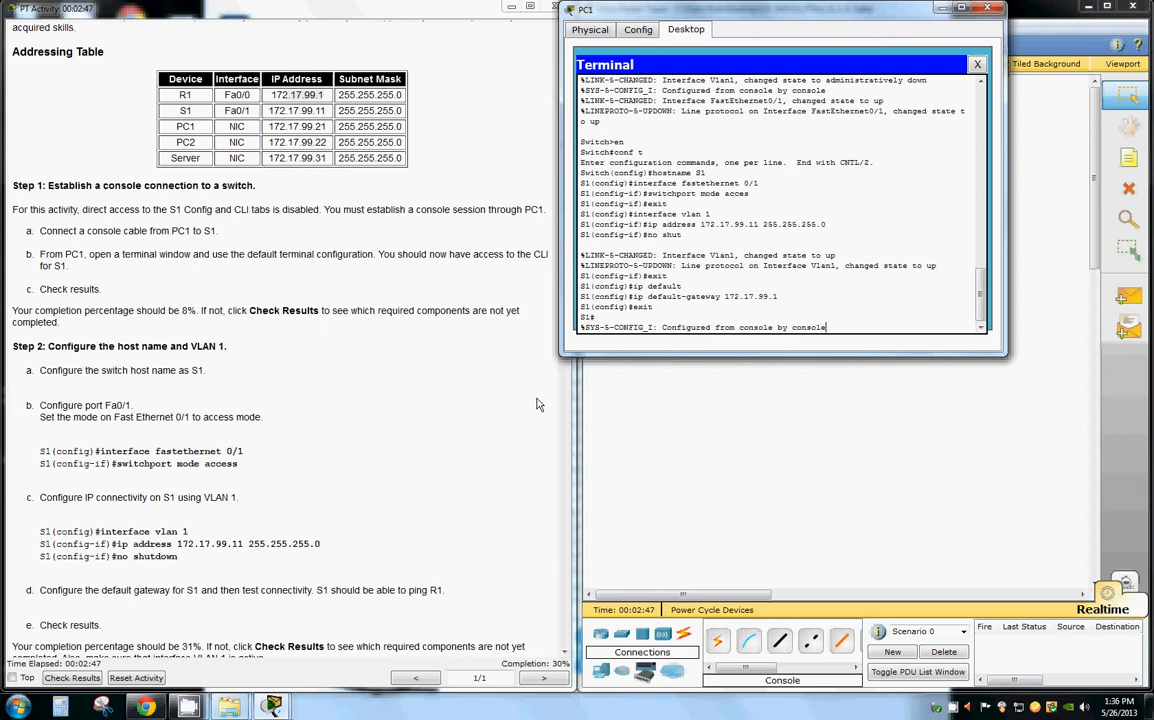 PT Activity: 00:02:47
acquired skills.
Addressing Table
Device Interface IP Address Subnet Mask
R1 Fa0/0 172.17.99.1 255.255.255.0
S1 Fa0/1 172.17.99.11 255.255.255.0
PC1 NIC 172.17.99.21 255.255.255.0
PC2 NIC 172.17.99.22 255.255.255.0
Server NIC 172.17.99.31 255.255.255.0
Step 1: Establish a console connection to a switch.
For this activity, direct access to the S1 Config and CLI tabs is disabled. You must establish a console session through PC1.
a. Connect a console cable from PC1 to S1.
b. From PC1, open a terminal window and use the default terminal configuration. You should now have access to the CLI
for S1.
c. Check results.
Your completion percentage should be 8%. If not, click Check Results to see which required components are not yet
completed.
Step 2: Configure the host name and VLAN 1.
a. Configure the switch host name as S1.
b. Configure port Fa0/1.
Set the mode on Fast Ethernet 0/1 to access mode.
S1(config)#interface fastethernet 0/1
S1(config-if)#switchport mode access
c. Configure IP connectivity on S1 using VLAN 1.
S1(config)#interface vlan 1
S1(config-if)#ip address 172.17.99.11 255.255.255.0
S1(config-if)#no shutdown
d. Configure the default gateway for S1 and then test connectivity. S1 should be able to ping R1.
e. Check results.
Your completion percentage should be 31%. If not, click Check Results to see which required components are not yet
completed. Also, make sure that interface VLAN 1 is active.
Time Elapsed: 00:02:47 Completion: 30%
Top Check Results Reset Activity < 1/1 >
PC1
Physical Config Desktop
Terminal X
%LINK-5-CHANGED: Interface Vlan1, changed state to administratively down
%SYS-5-CONFIG_I: Configured from console by console
%LINK-5-CHANGED: Interface FastEthernet0/1, changed state to up
%LINEPROTO-5-UPDOWN: Line protocol on Interface FastEthernet0/1, changed state t
o up
Switch>en
Switch#conf t
Enter configuration commands, one per line.  End with CNTL/Z.
Switch(config)#hostname S1
S1(config)#interface fastethernet 0/1
S1(config-if)#switchport mode acces
S1(config-if)#exit
S1(config)#interface vlan 1
S1(config-if)#ip address 172.17.99.11 255.255.255.0
S1(config-if)#no shut
%LINK-5-CHANGED: Interface Vlan1, changed state to up
%LINEPROTO-5-UPDOWN: Line protocol on Interface Vlan1, changed state to up
S1(config-if)#exit
S1(config)#ip default
S1(config)#ip default-gateway 172.17.99.1
S1(config)#exit
S1#
%SYS-5-CONFIG_I: Configured from console by console
Tiled Background Viewport
Realtime
Time: 00:02:47 Power Cycle Devices
Connections
Console
Scenario 0
New Delete
Toggle PDU List Window
Fire Last Status Source Destination
1:36 PM
5/26/2013